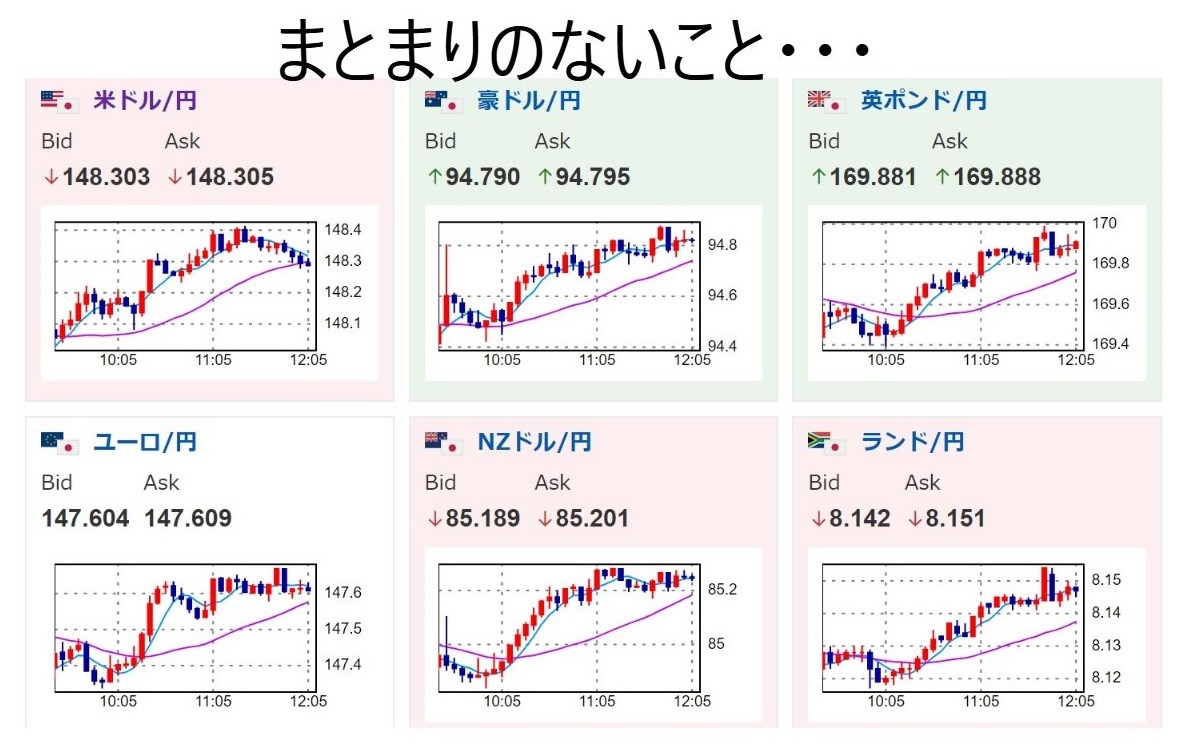 まとまりのないこと・・・
米ドル/円
Bid Ask
↓148.303 ↓148.305
148.4
148.3
148.2
148.1
10:05 11:05 12:05
豪ドル/円
Bid Ask
↑94.790 ↑94.795
94.8
94.6
94.4
10:05 11:05 12:05
英ポンド/円
Bid Ask
↑169.881 ↑169.888
170
169.8
169.6
169.4
10:05 11:05 12:05
ユーロ/円
Bid Ask
147.604 147.609
147.6
147.5
147.4
10:05 11:05 12:05
NZドル/円
Bid Ask
↓85.189 ↓85.201
85.2
85
10:05 11:05 12:05
ランド/円
Bid Ask
↓8.142 ↓8.151
8.15
8.14
8.13
8.12
10:05 11:05 12:05